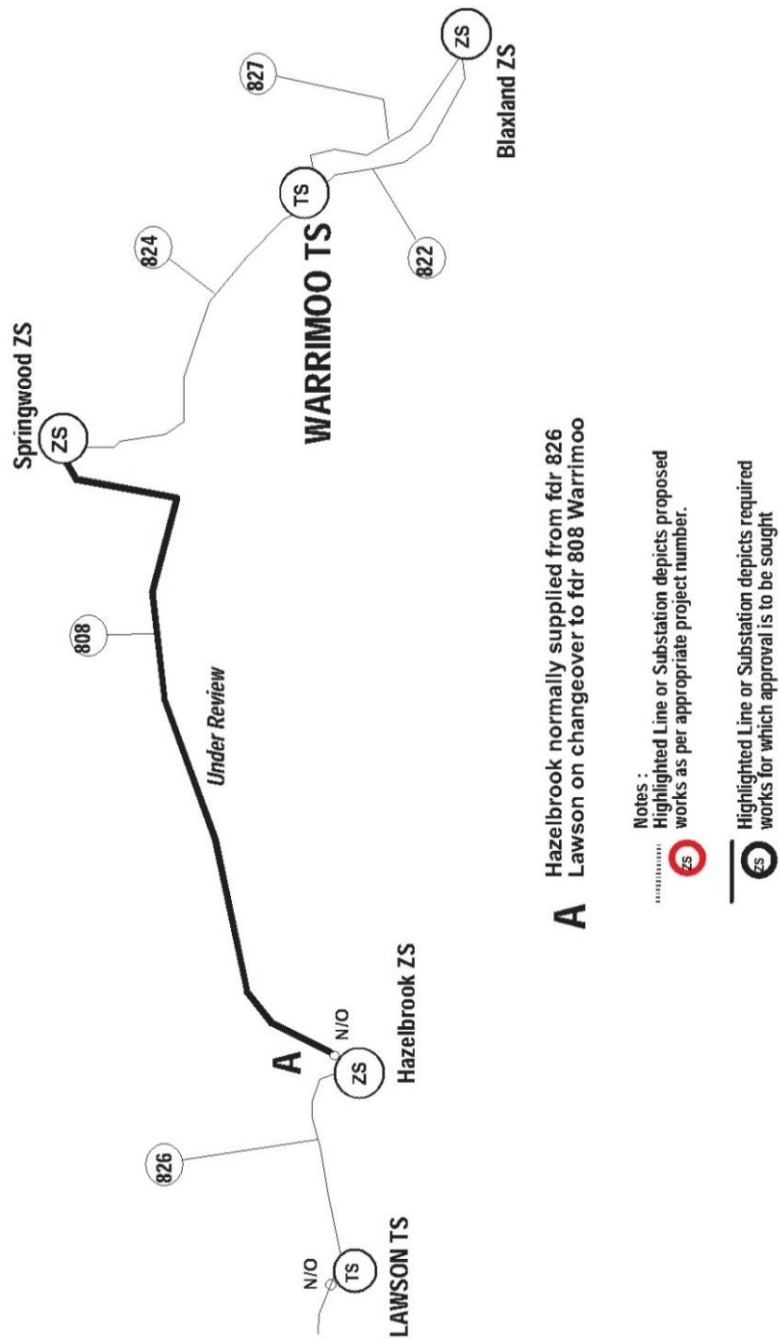 Springwood ZS
ZS
824
827
TS
WARRIMOO TS
822
ZS
Blaxland ZS
808
Under Review
826
A
N/O
ZS
Hazelbrook ZS
N/O
TS
LAWSON TS
A
Hazelbrook normally supplied from fdr 826
Lawson on changeover to fdr 808 Warrimoo
Notes :
Highlighted Line or Substation depicts proposed
works as per appropriate project number.
ZS
Highlighted Line or Substation depicts required
works for which approval is to be sought
ZS